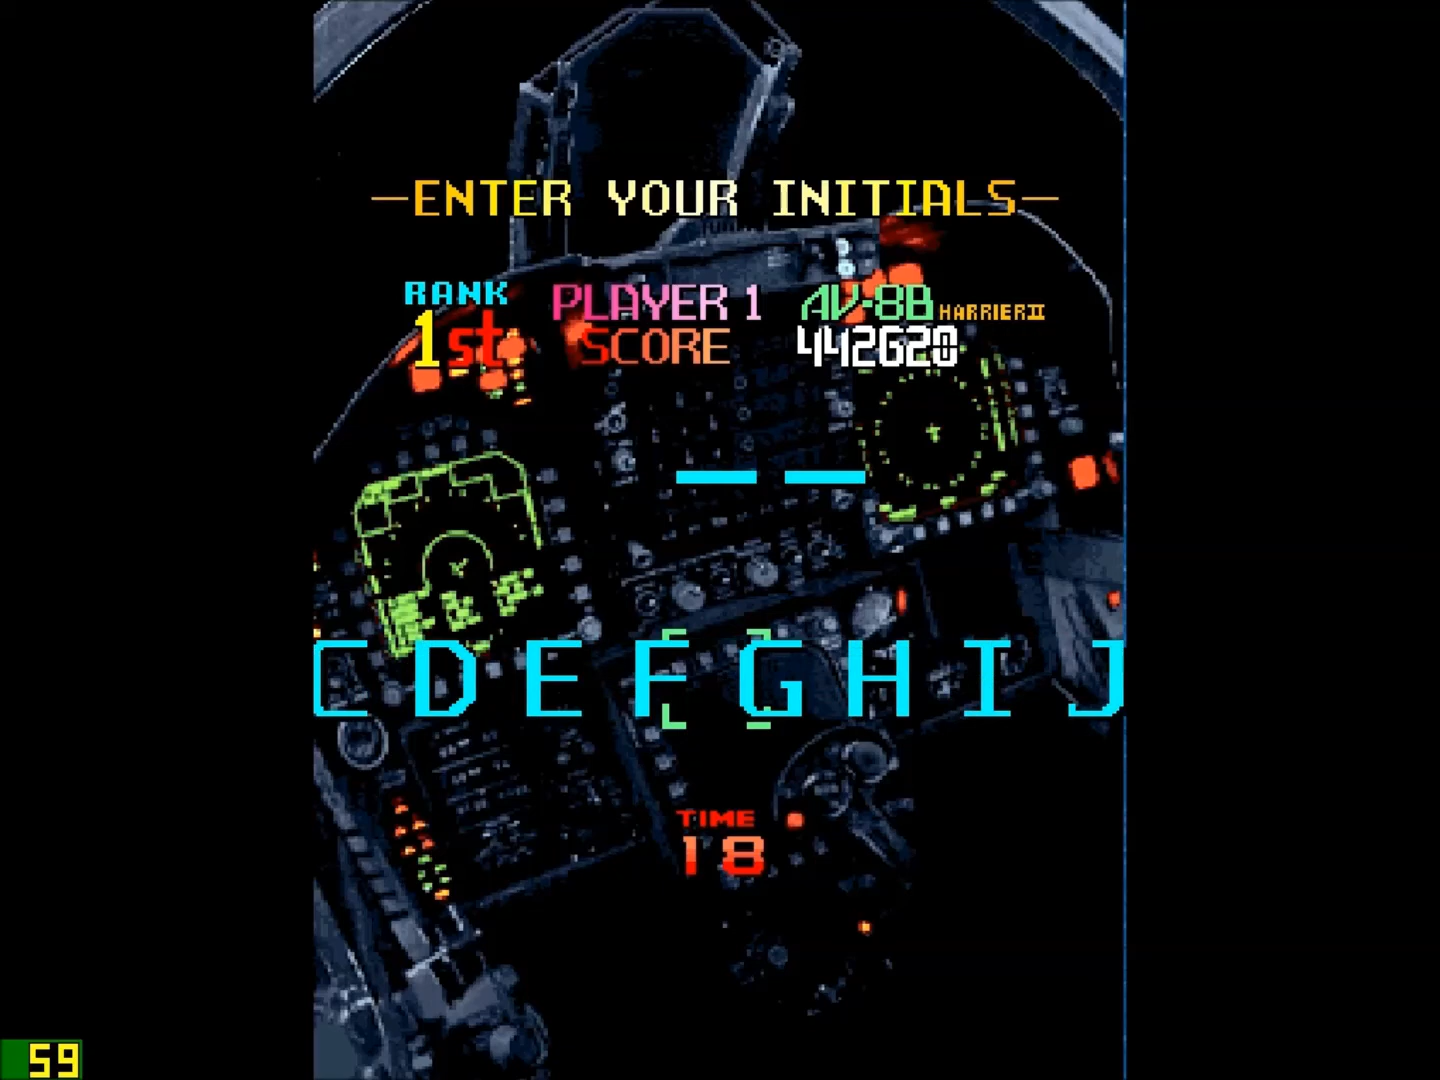 —ENTER YOUR INITIALS—
RANK PLAYER 1 AV-8B HARRIER II
1st SCORE 442620
C D E F G H I J
TIME
18
59